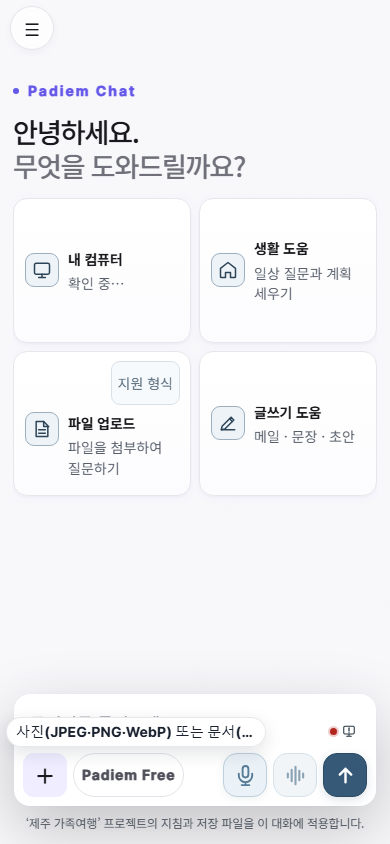 Padiem Chat
안녕하세요.
무엇을 도와드릴까요?
내 컴퓨터
확인 중…
생활 도움
일상 질문과 계획
세우기
지원 형식
파일 업로드
파일을 첨부하여
질문하기
글쓰기 도움
메일 · 문장 · 초안
사진(JPEG·PNG·WebP) 또는 문서(...
Padiem Free
‘제주 가족여행’ 프로젝트의 지침과 저장 파일을 이 대화에 적용합니다.